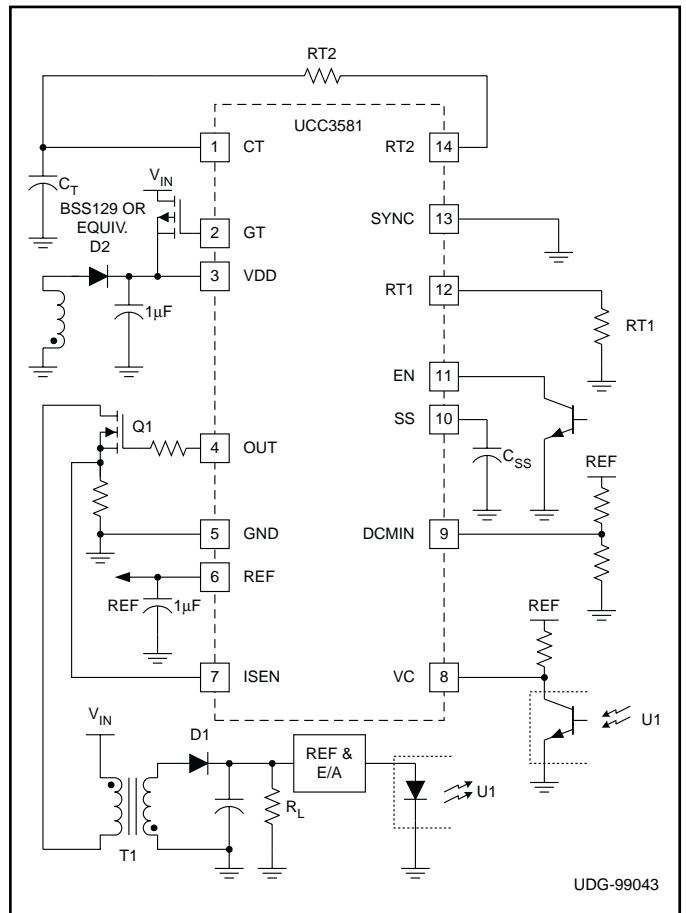 RT2
UCC3581
1 CT
RT2 14
C_T
V_IN
BSS129 OR
EQUIV.
D2
2 GT
SYNC 13
3 VDD
RT1 12
1µF
RT1
EN 11
SS 10
Q1
4 OUT
C_SS
REF
5 GND
DCMIN 9
6 REF
REF 1µF
REF
7 ISEN
VC 8
U1
V_IN
D1
REF &
E/A
R_L
U1
T1
UDG-99043